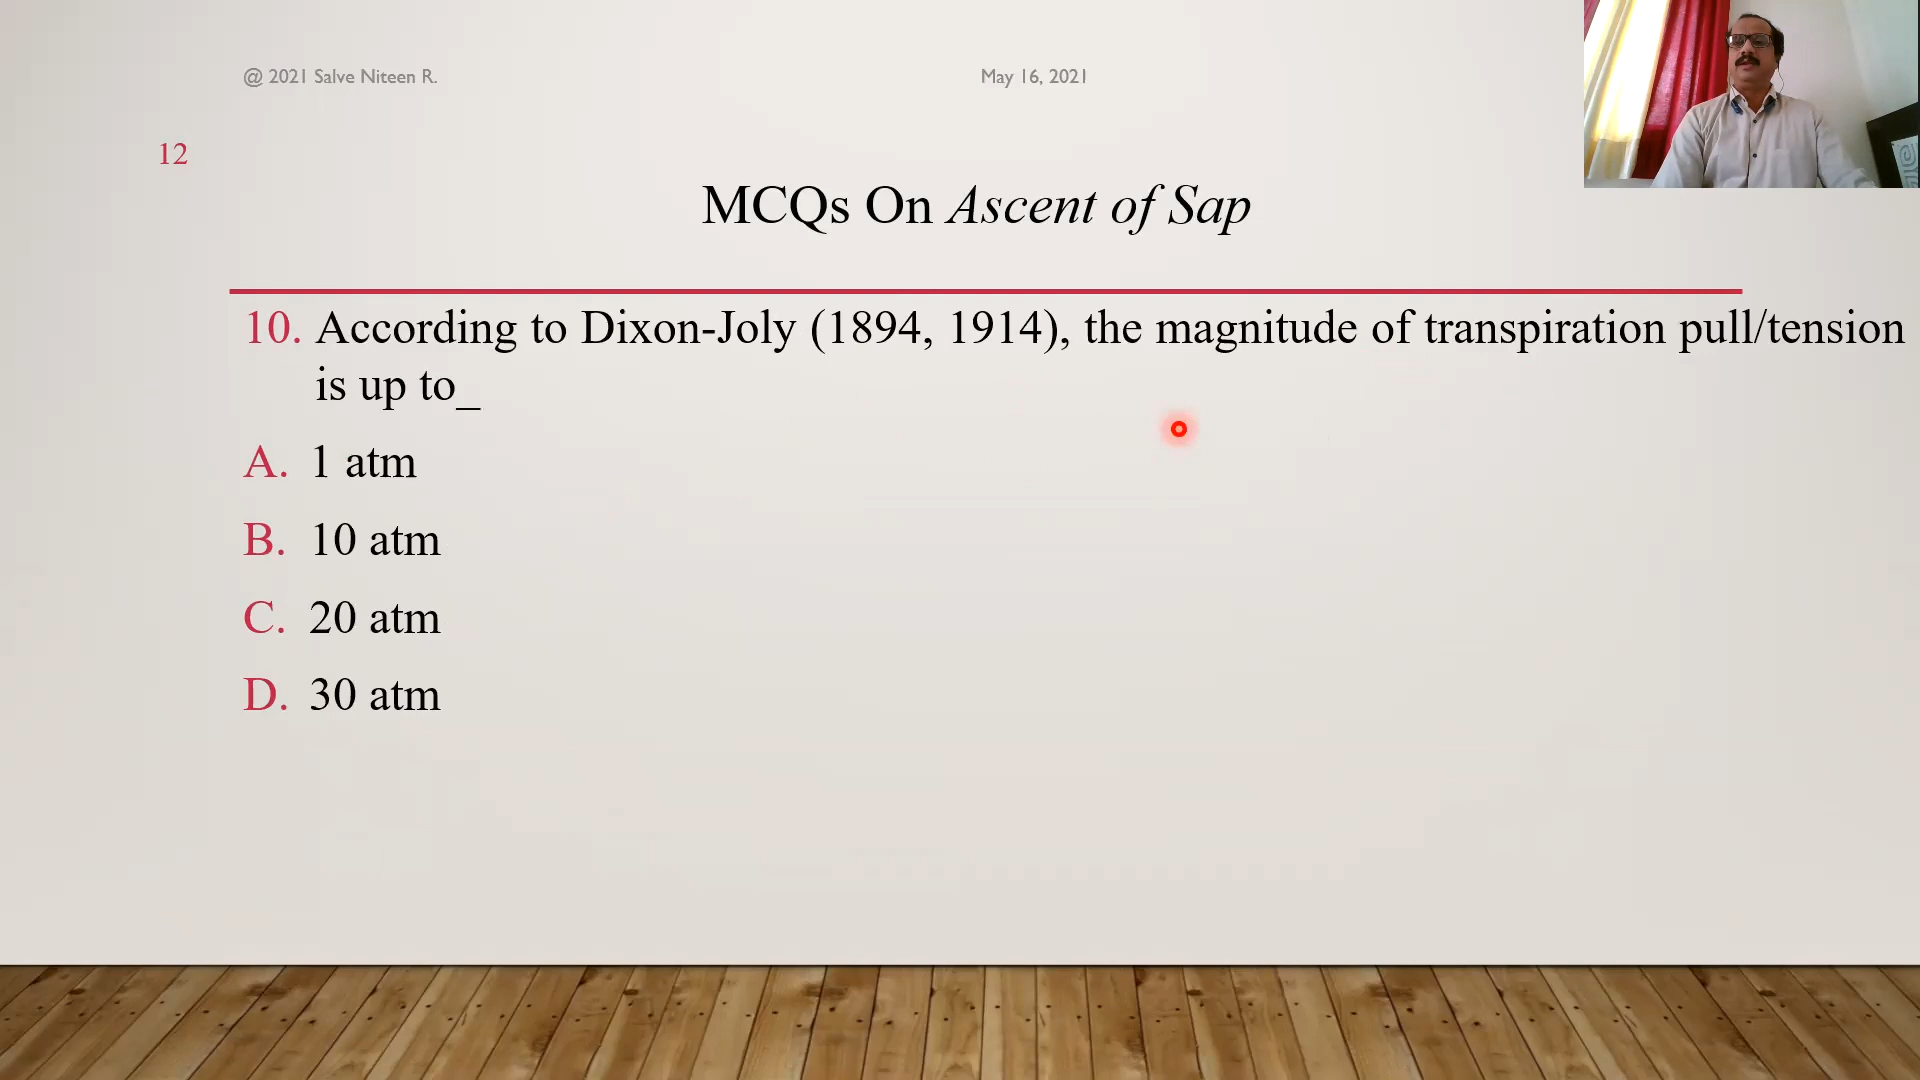 @ 2021 Salve Niteen R.
May 16, 2021
12
MCQs On Ascent of Sap
10. According to Dixon-Joly (1894, 1914), the magnitude of transpiration pull/tension
is up to_
A. 1 atm
B. 10 atm
C. 20 atm
D. 30 atm